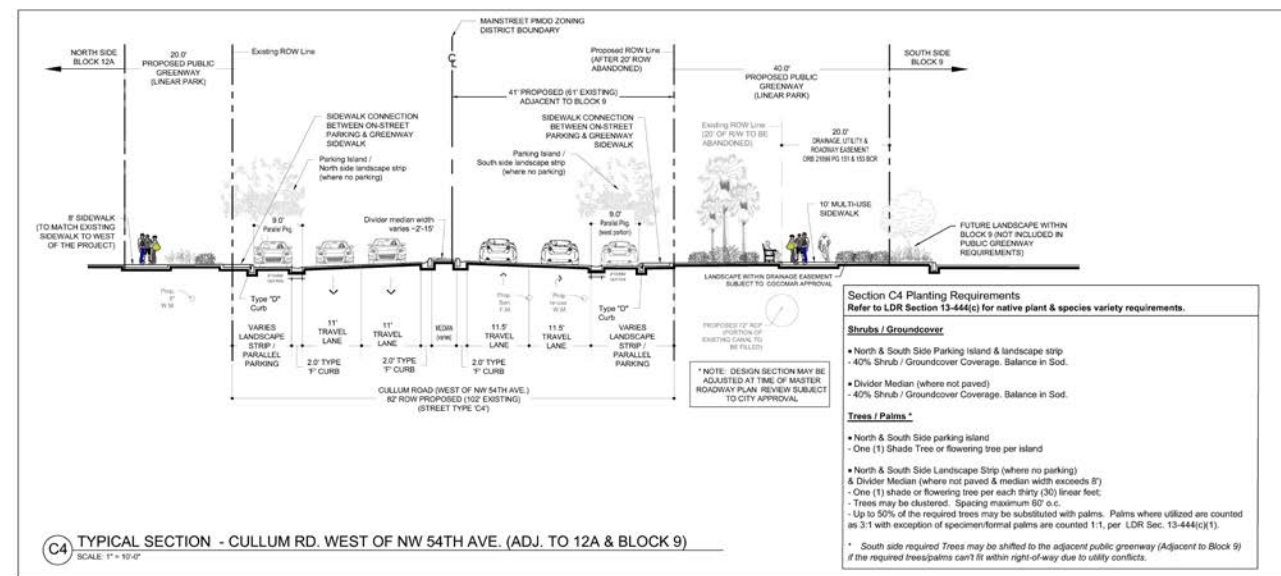 MAINSTREET PMDD ZONING
DISTRICT BOUNDARY
NORTH SIDE
BLOCK 12A
20.0'
PROPOSED PUBLIC
GREENWAY
(LINEAR PARK)
Existing ROW Line
Proposed ROW Line
(AFTER 20' ROW
ABANDONED)
SOUTH SIDE
BLOCK 9
40.0'
PROPOSED PUBLIC
GREENWAY
(LINEAR PARK)
41' PROPOSED (61' EXISTING)
ADJACENT TO BLOCK 9
SIDEWALK CONNECTION
BETWEEN ON-STREET
PARKING & GREENWAY
SIDEWALK
SIDEWALK CONNECTION
BETWEEN ON-STREET
PARKING & GREENWAY
SIDEWALK
Existing ROW Line
(20' OF R/W TO BE
ABANDONED)
20.0'
DRAINAGE, UTILITY &
ROADWAY EASEMENT
PG 151 & 153 BCR
Parking Island /
North side landscape strip
(where no parking)
Parking Island /
South side landscape strip
(where no parking)
8' SIDEWALK
(TO MATCH EXISTING
SIDEWALK TO WEST
OF THE PROJECT)
9.0'
Parallel Pkg.
Divider median width
varies ~2'-15'
9.0'
Parallel Pkg.
(west portion)
10' MULTI-USE
SIDEWALK
FUTURE LANDSCAPE WITHIN
BLOCK 9 (NOT INCLUDED IN
PUBLIC GREENWAY
REQUIREMENTS)
LANDSCAPE WITHIN DRAINAGE EASEMENT
SUBJECT TO COCOMAR APPROVAL
Prop.
W.M.
Type "D"
Curb
Prop.
F.M.
Prop.
W.M.
Type "D"
Curb
VARIES
LANDSCAPE
STRIP /
PARALLEL
PARKING
11'
TRAVEL
LANE
11'
TRAVEL
LANE
MEDIAN
(varies)
11.5'
TRAVEL
LANE
11.5'
TRAVEL
LANE
VARIES
LANDSCAPE
STRIP /
PARALLEL
PARKING
PROPOSED 72" RCP
(PORTION OF
EXISTING CANAL TO
BE FILLED)
2.0' TYPE
'F' CURB
2.0' TYPE
'F' CURB
2.0' TYPE
'F' CURB
CULLUM ROAD (WEST OF NW 54TH AVE.)
82' ROW PROPOSED (102' EXISTING)
(STREET TYPE 'C4')
* NOTE: DESIGN SECTION MAY BE
ADJUSTED AT TIME OF MASTER
ROADWAY PLAN REVIEW SUBJECT
TO CITY APPROVAL
Section C4 Planting Requirements
Refer to LDR Section 13-444(c) for native plant & species variety requirements.
Shrubs / Groundcover
▪ North & South Side Parking Island & landscape strip
- 40% Shrub / Groundcover Coverage. Balance in Sod.
▪ Divider Median (where not paved)
- 40% Shrub / Groundcover Coverage. Balance in Sod.
Trees / Palms *
▪ North & South Side parking island
- One (1) Shade Tree or flowering tree per island
▪ North & South Side Landscape Strip (where no parking)
& Divider Median (where not paved & median width exceeds 8')
- One (1) shade or flowering tree per each thirty (30) linear feet;
- Trees may be clustered. Spacing maximum 60' o.c.
- Up to 50% of the required trees may be substituted with palms. Palms where utilized are counted
as 3:1 with exception of specimen/formal palms are counted 1:1, per LDR Sec. 13-444(c)(1).
* South side required Trees may be shifted to the adjacent public greenway (Adjacent to Block 9)
if the required trees/palms can't fit within right-of-way due to utility conflicts.
C4 TYPICAL SECTION - CULLUM RD. WEST OF NW 54TH AVE. (ADJ. TO 12A & BLOCK 9)
SCALE: 1" = 10'-0"